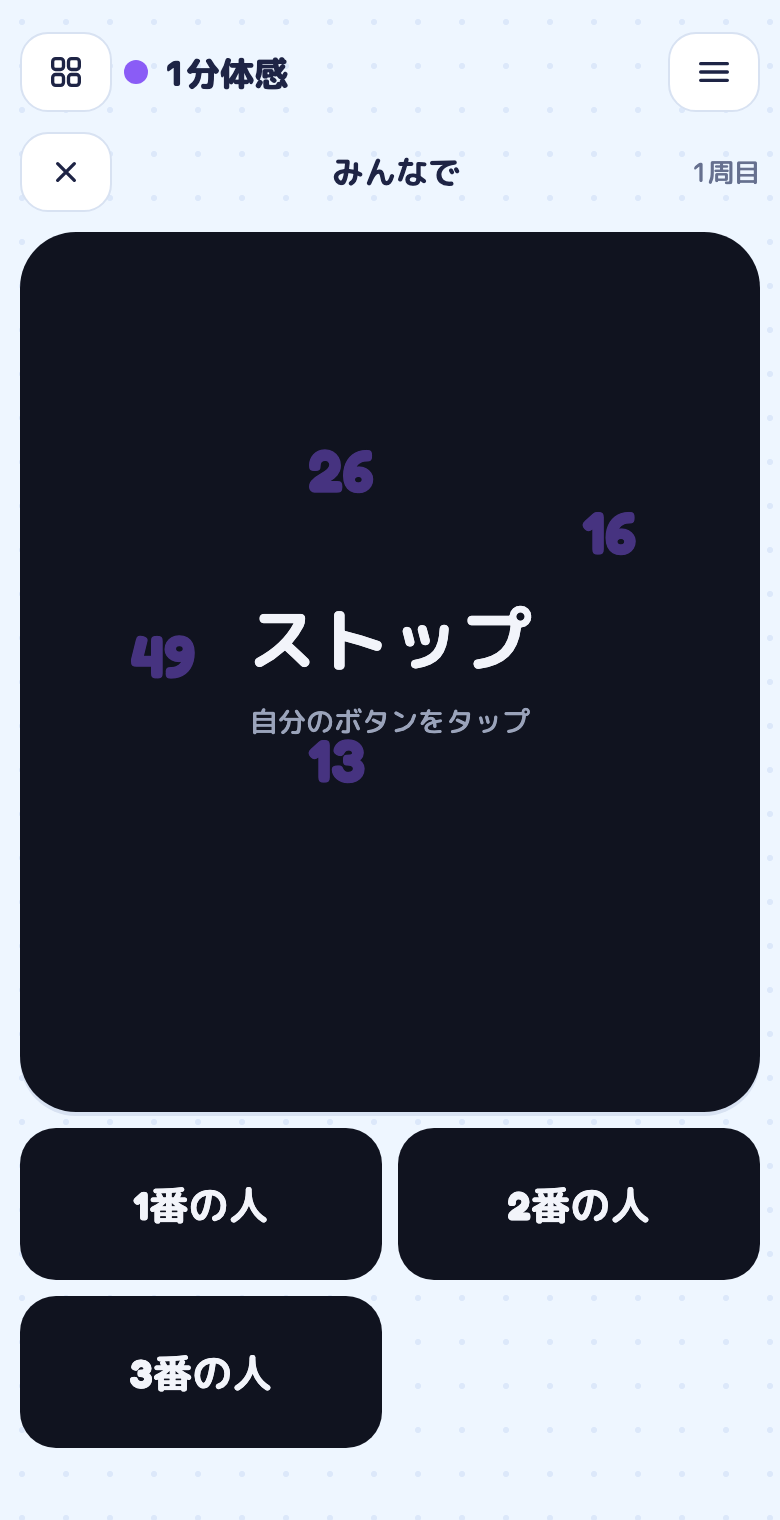 1分体感
みんなで
1周目
26
16
ストップ
49
自分のボタンをタップ
13
1番の人
2番の人
3番の人